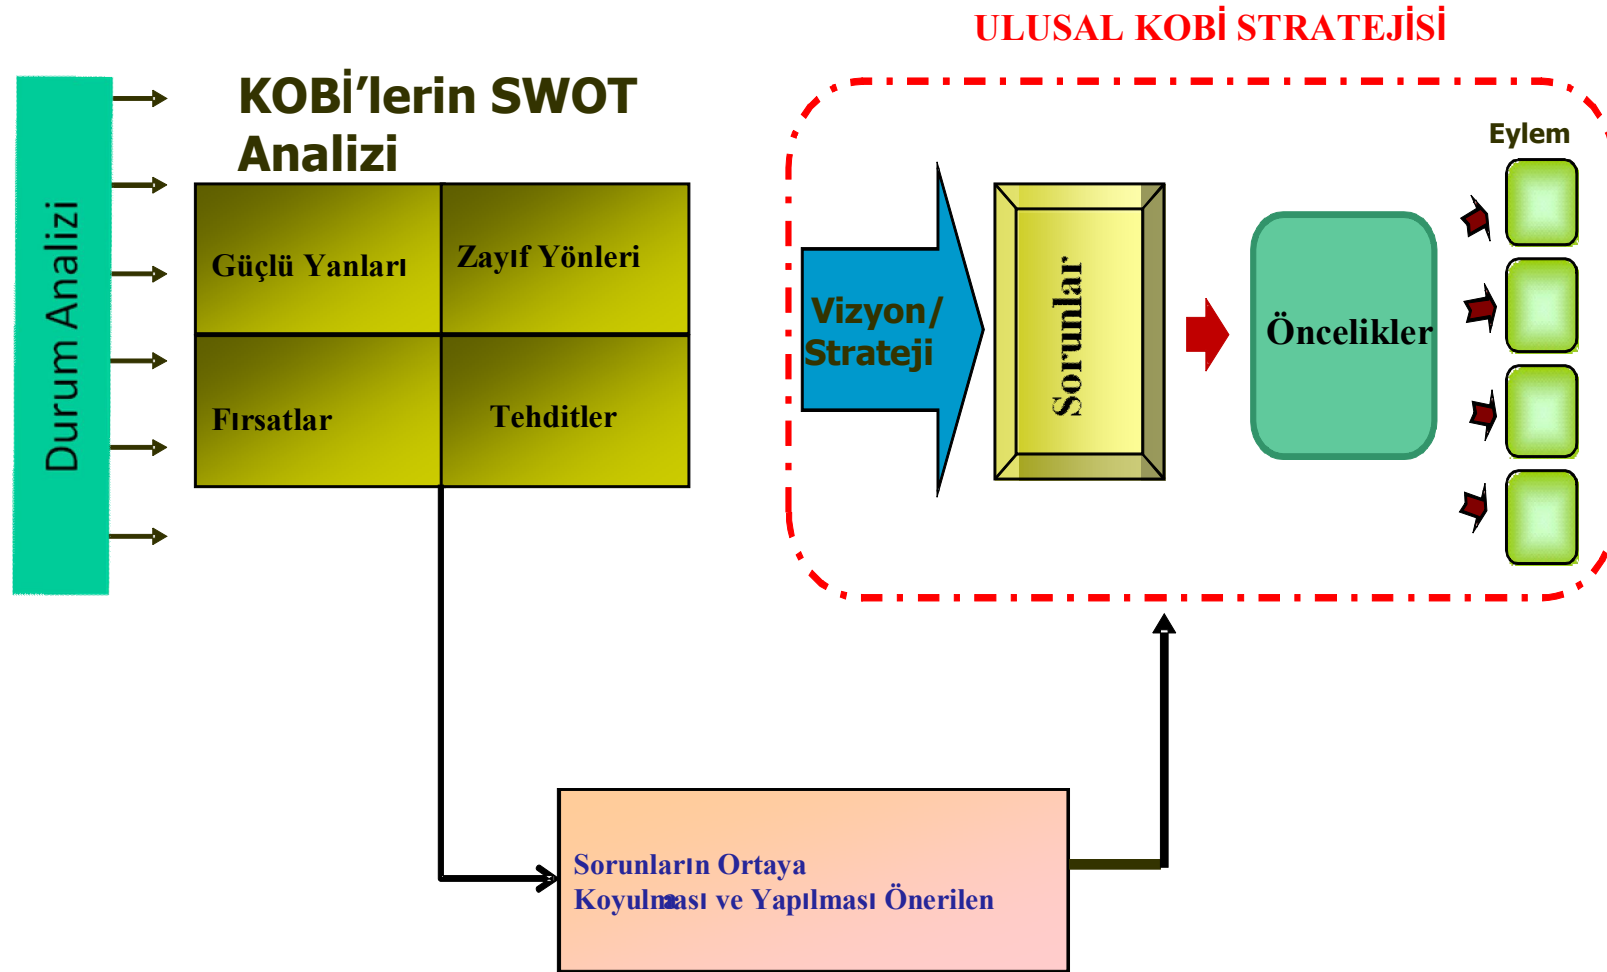 ULUSAL KOBİ STRATEJİSİ
Durum Analizi
KOBİ'lerin SWOT
Analizi
Güçlü Yanları
Zayıf Yönleri
Fırsatlar
Tehditler
Vizyon/
Strateji
Sorunlar
Öncelikler
Eylem
Sorunların Ortaya
Koyulması ve Yapılması Önerilen